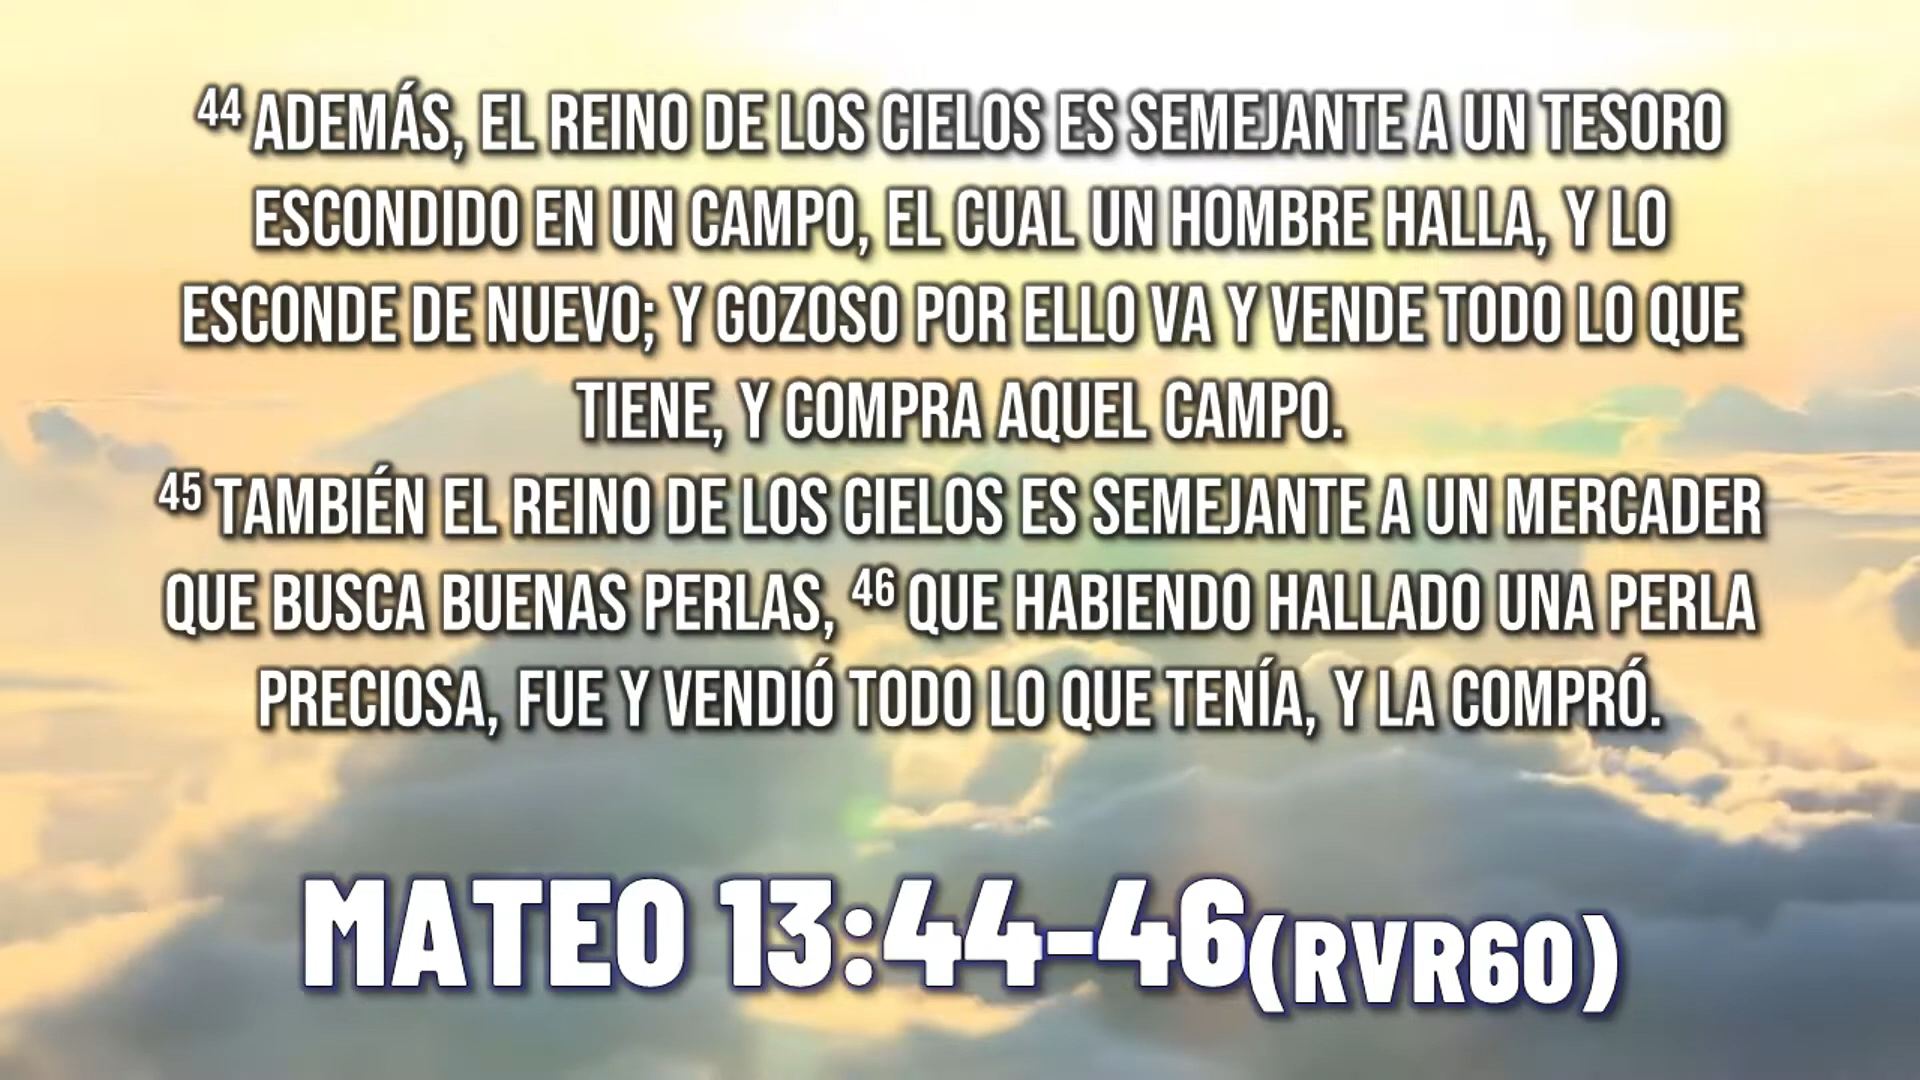 44 ADEMÁS, EL REINO DE LOS CIELOS ES SEMEJANTE A UN TESORO
ESCONDIDO EN UN CAMPO, EL CUAL UN HOMBRE HALLA, Y LO
ESCONDE DE NUEVO; Y GOZOSO POR ELLO VA Y VENDE TODO LO QUE
TIENE, Y COMPRA AQUEL CAMPO.
45 TAMBIÉN EL REINO DE LOS CIELOS ES SEMEJANTE A UN MERCADER
QUE BUSCA BUENAS PERLAS, 46 QUE HABIENDO HALLADO UNA PERLA
PRECIOSA, FUE Y VENDIÓ TODO LO QUE TENÍA, Y LA COMPRÓ.
MATEO 13:44-46(RVR60)